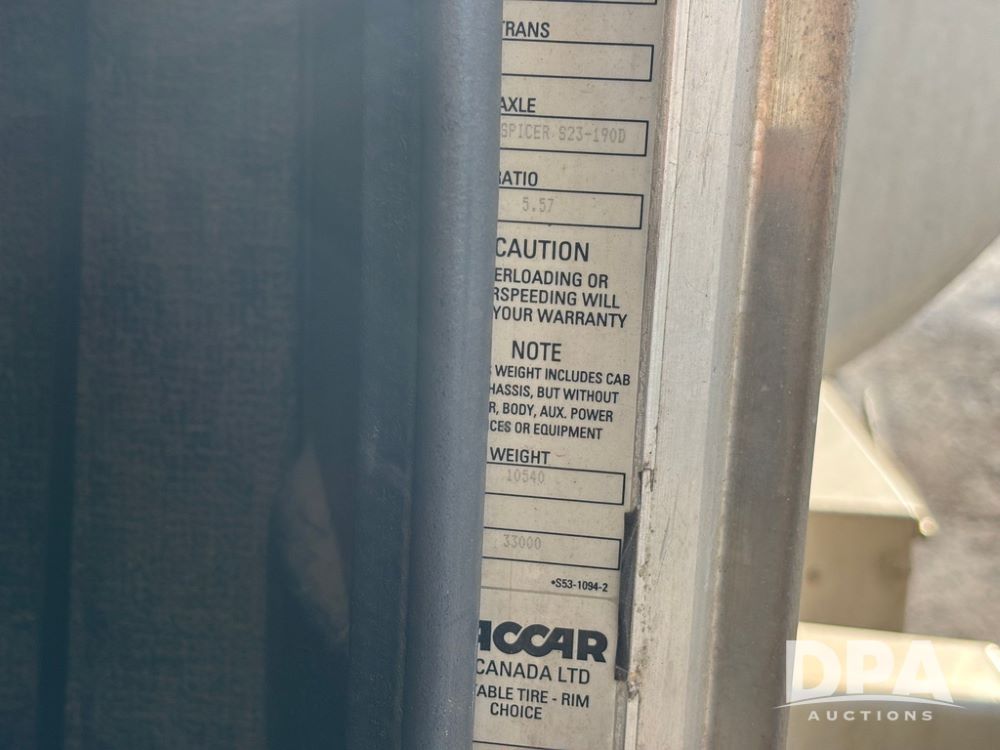 TRANS
AXLE
SPICER S23-190D
RATIO
5.57
CAUTION
ERLOADING OR
RSPEEDING WILL
YOUR WARRANTY
NOTE
S WEIGHT INCLUDES CAB
HASSIS, BUT WITHOUT
R, BODY, AUX. POWER
CES OR EQUIPMENT
WEIGHT
10540
33000
•S53-1094-2
ACCAR
CANADA LTD
TABLE TIRE - RIM
CHOICE
DPA
AUCTIONS